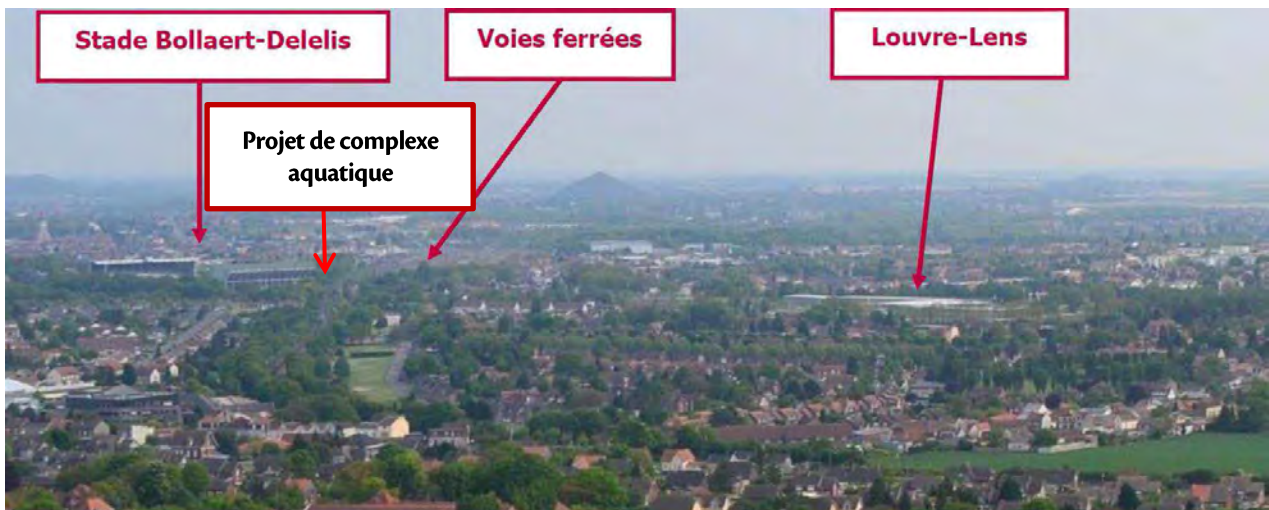 Stade Bollaert-Delelis
Voies ferrées
Louvre-Lens
Projet de complexe
aquatique